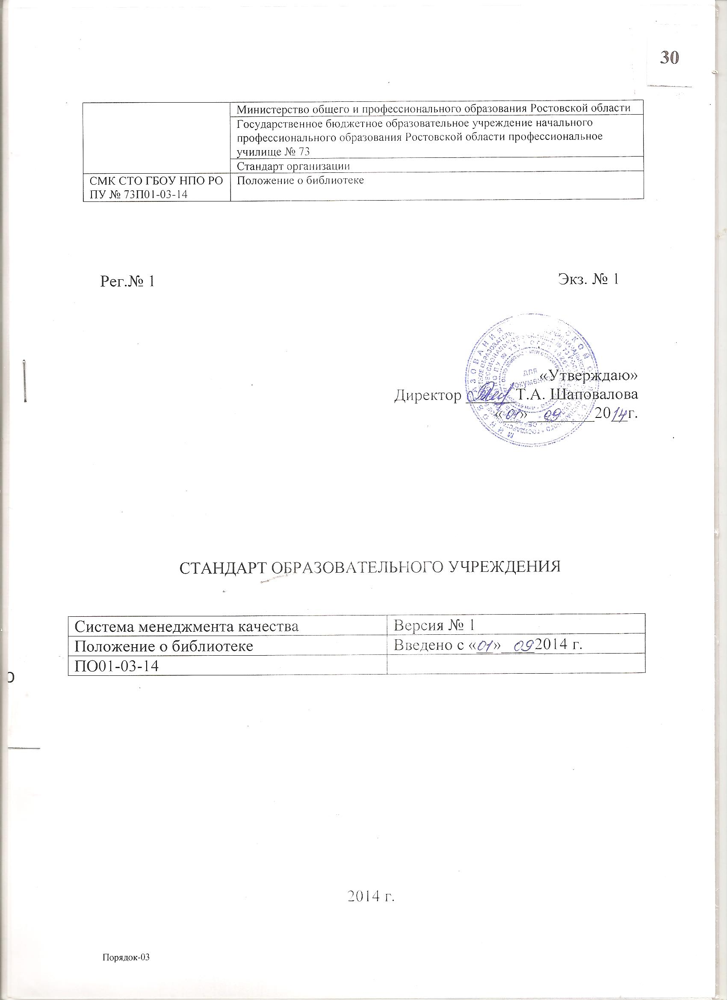 30
Министерство общего и профессионального образования Ростовской области
Государственное бюджетное образовательное учреждение начального
профессионального образования Ростовской области профессиональное
училище № 73
Стандарт организации
СМК СТО ГБОУ НПО РО
ПУ № 73П01-03-14
Положение о библиотеке
Рег.№ 1
Экз. № 1
для
документов
«Утверждаю»
Директор Т.А. Шаповалова
«01» 09 2014г.
СТАНДАРТ ОБРАЗОВАТЕЛЬНОГО УЧРЕЖДЕНИЯ
Система менеджмента качества Версия № 1
Положение о библиотеке Введено с «01» 09 2014 г.
ПО01-03-14
2014 г.
Порядок-03